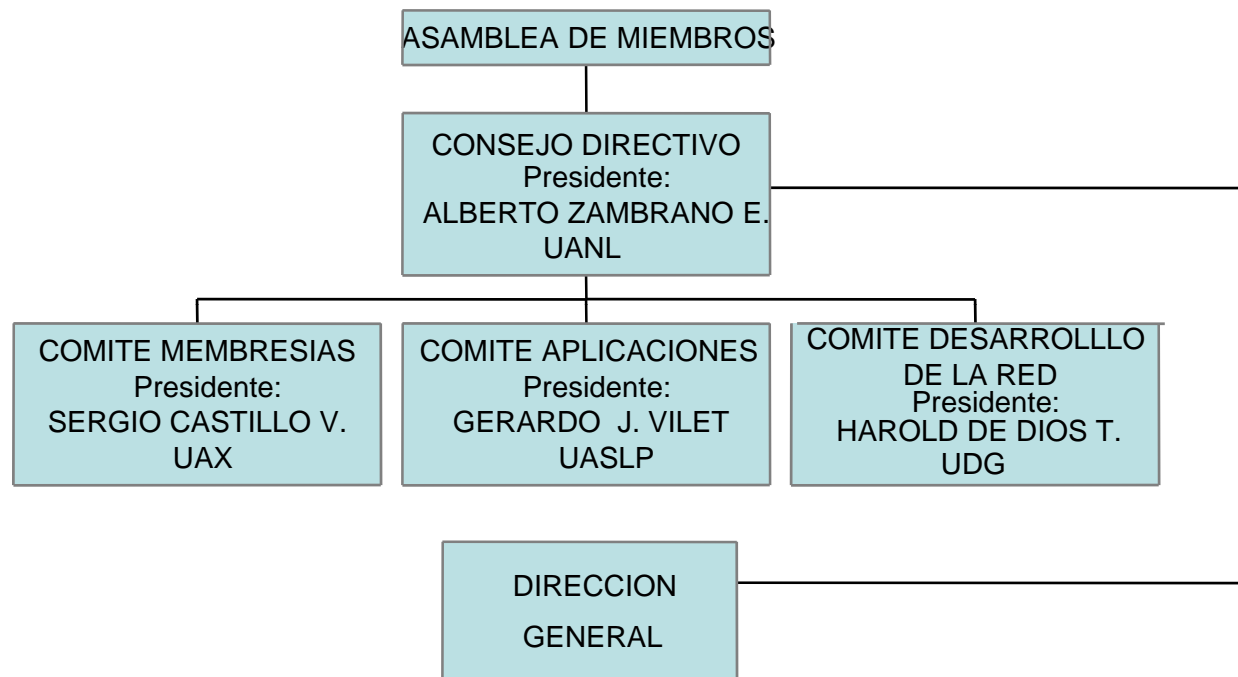 ASAMBLEA DE MIEMBROS
CONSEJO DIRECTIVO
Presidente:
ALBERTO ZAMBRANO E.
UANL
COMITE MEMBRESIAS
Presidente:
SERGIO CASTILLO V.
UAX
COMITE APLICACIONES
Presidente:
GERARDO J. VILET
UASLP
COMITE DESARROLLLO
DE LA RED
Presidente:
HAROLD DE DIOS T.
UDG
DIRECCION
GENERAL